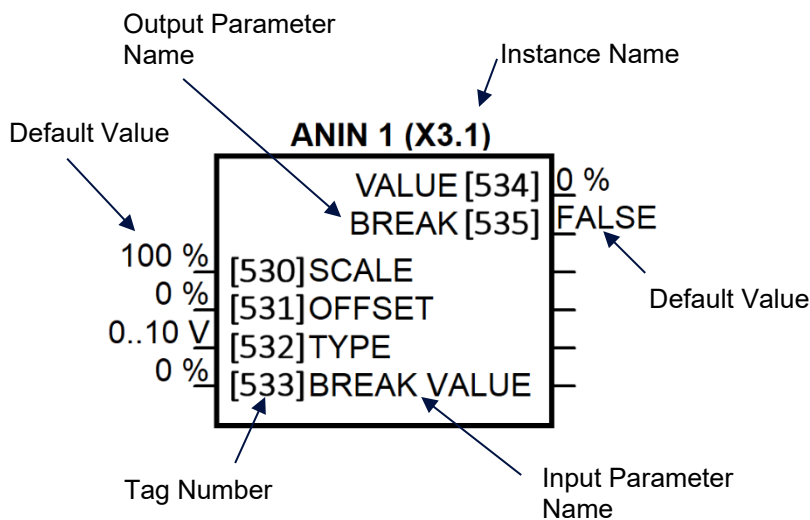 Output Parameter
Name
Instance Name
Default Value
ANIN 1 (X3.1)
VALUE [534] 0 %
BREAK [535] FALSE
100 % [530] SCALE
0 % [531] OFFSET
Default Value
0..10 V [532] TYPE
0 % [533] BREAK VALUE
Tag Number
Input Parameter
Name